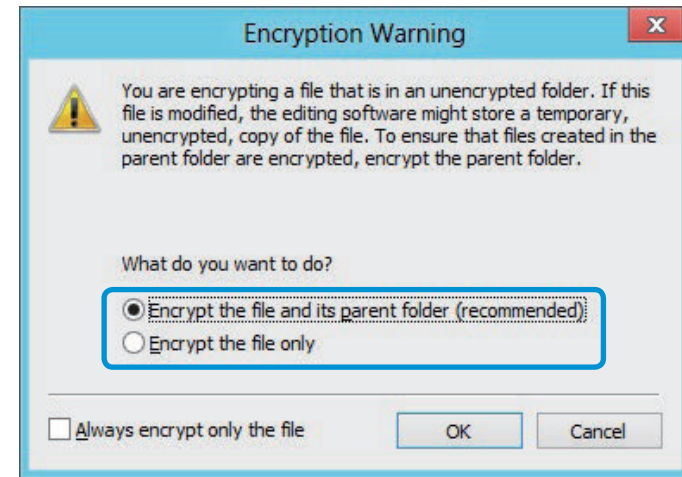 Encryption Warning
x
You are encrypting a file that is in an unencrypted folder. If this
file is modified, the editing software might store a temporary,
unencrypted, copy of the file. To ensure that files created in the
parent folder are encrypted, encrypt the parent folder.
What do you want to do?
Encrypt the file and its parent folder (recommended)
Encrypt the file only
Always encrypt only the file
OK
Cancel